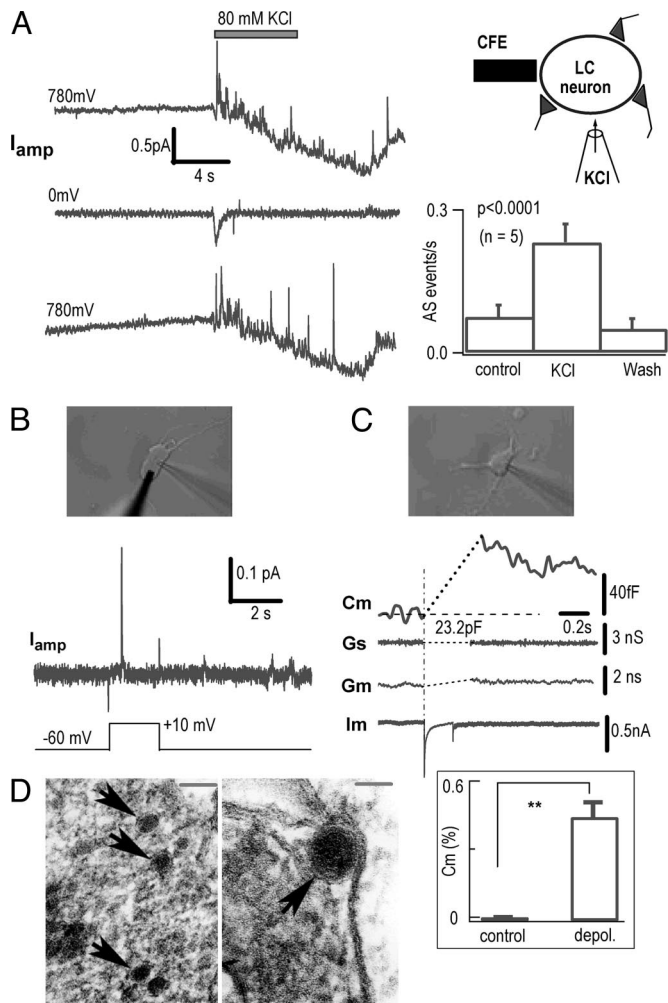 A
80 mM KCl
780mV
I amp
0.5pA
4 s
0mV
780mV
CFE
LC
neuron
KCl
0.3
p<0.0001
(n = 5)
AS events/s
0.0
control KCl Wash
B
0.1 pA
2 s
I amp
-60 mV +10 mV
C
Cm
40fF
23.2pF 0.2s
Gs
3 nS
Gm
2 ns
Im
0.5nA
0.6
**
Cm (%)
0
control depol.
D